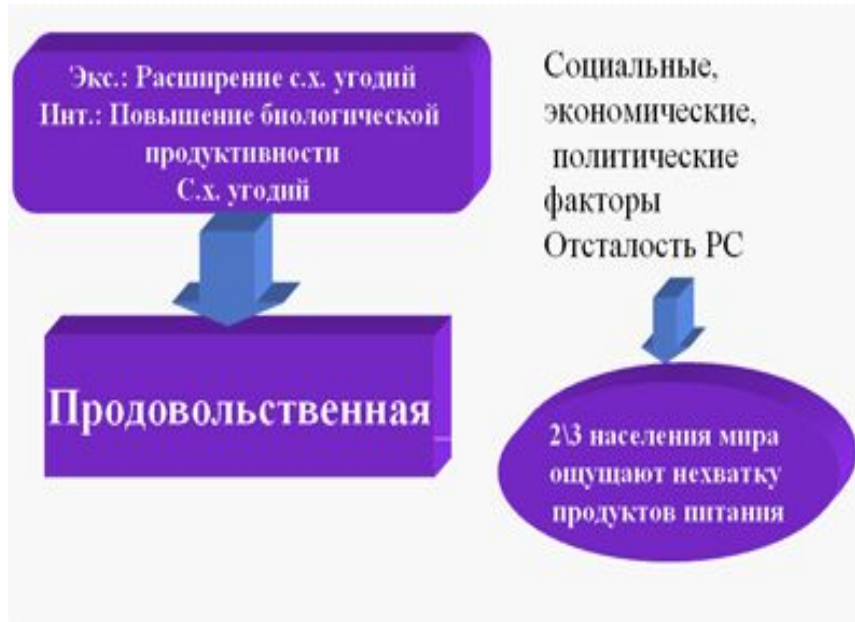 Экс.: Расширение с.х. угодий
Инт.: Повышение биологической
продуктивности
С.х. угодий
Продовольственная
Социальные,
экономические,
политические
факторы
Отсталость РС
2\3 населения мира
ощущают нехватку
продуктов питания